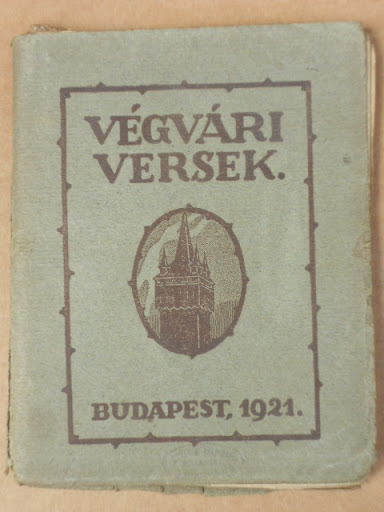 VÉGVÁRI
VERSEK.
BUDAPEST, 1921.